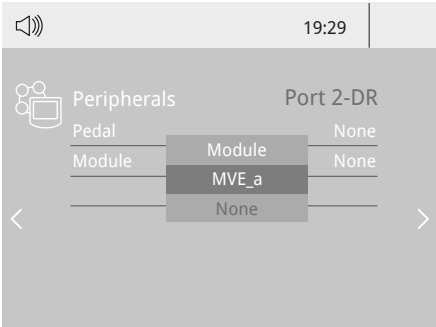 19:29
Peripherals Port 2-DR
Pedal None
Module None
Module
MVE_a
None